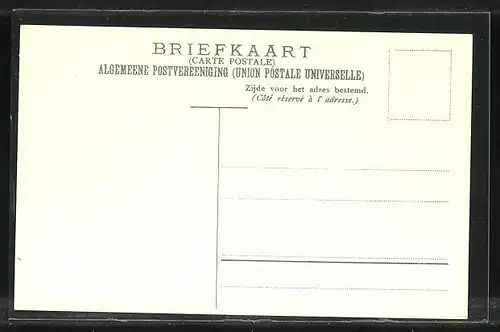 BRIEFKAART
(CARTE POSTALE)
ALGEMEENE POSTVEREENIGING (UNION POSTALE UNIVERSELLE)
Zijde voor het adres bestemd.
(Côté réservé à l'adresse.)